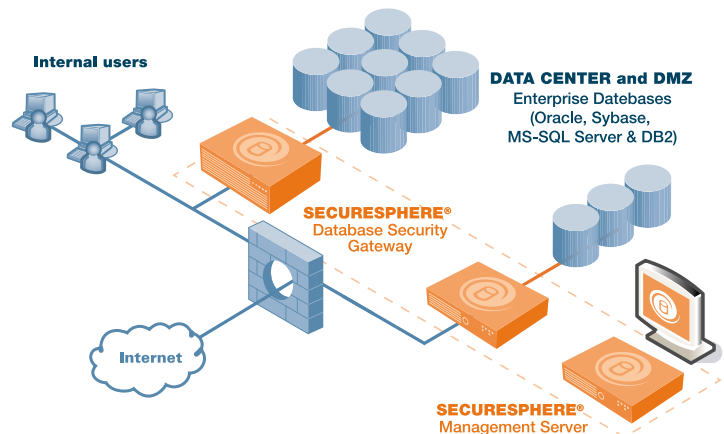 Internal users
DATA CENTER and DMZ
Enterprise Datebases
(Oracle, Sybase,
MS-SQL Server & DB2)
SECURESPHERE®
Database Security
Gateway
Internet
SECURESPHERE®
Management Server